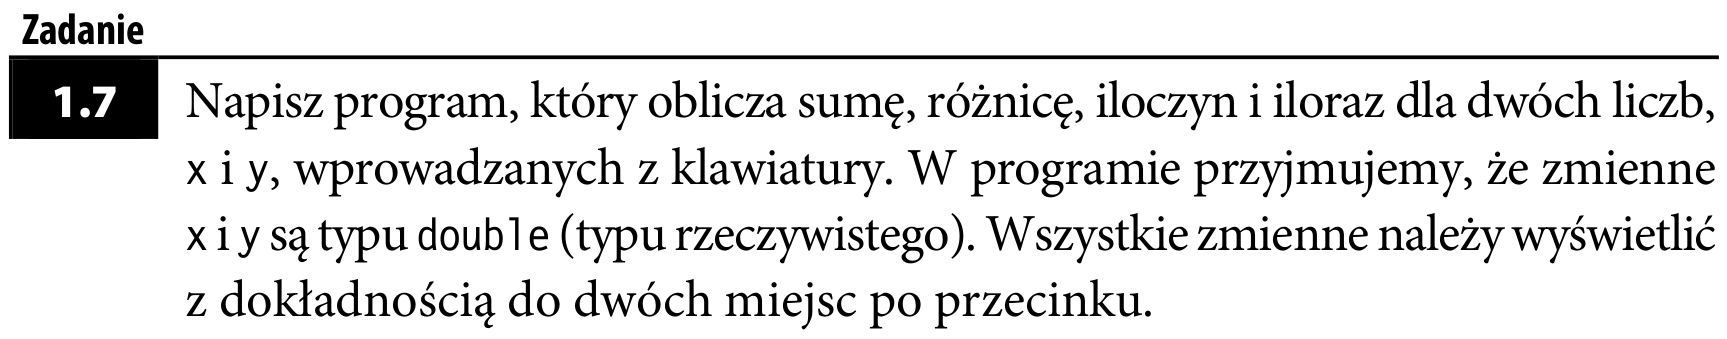 Zadanie
1.7 Napisz program, który oblicza sumę, różnicę, iloczyn i iloraz dla dwóch liczb,
x i y, wprowadzanych z klawiatury. W programie przyjmujemy, że zmienne
x i y są typu double (typu rzeczywistego). Wszystkie zmienne należy wyświetlić
z dokładnością do dwóch miejsc po przecinku.